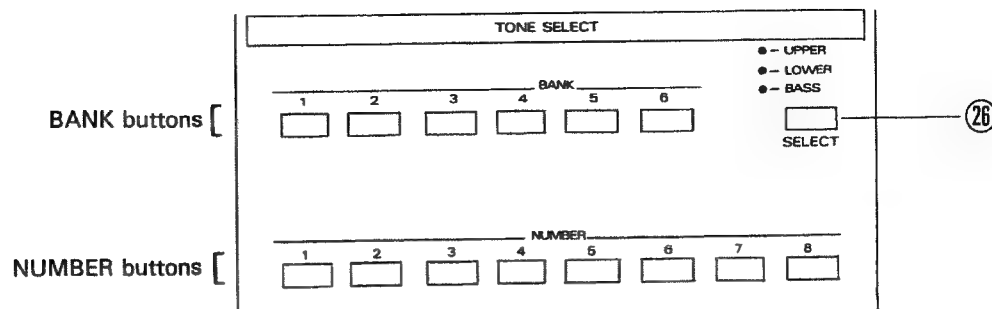 TONE SELECT
● – UPPER
● – LOWER
● – BASS
BANK
1 2 3 4 5 6
BANK buttons [
SELECT
㉖
NUMBER
1 2 3 4 5 6 7 8
NUMBER buttons [